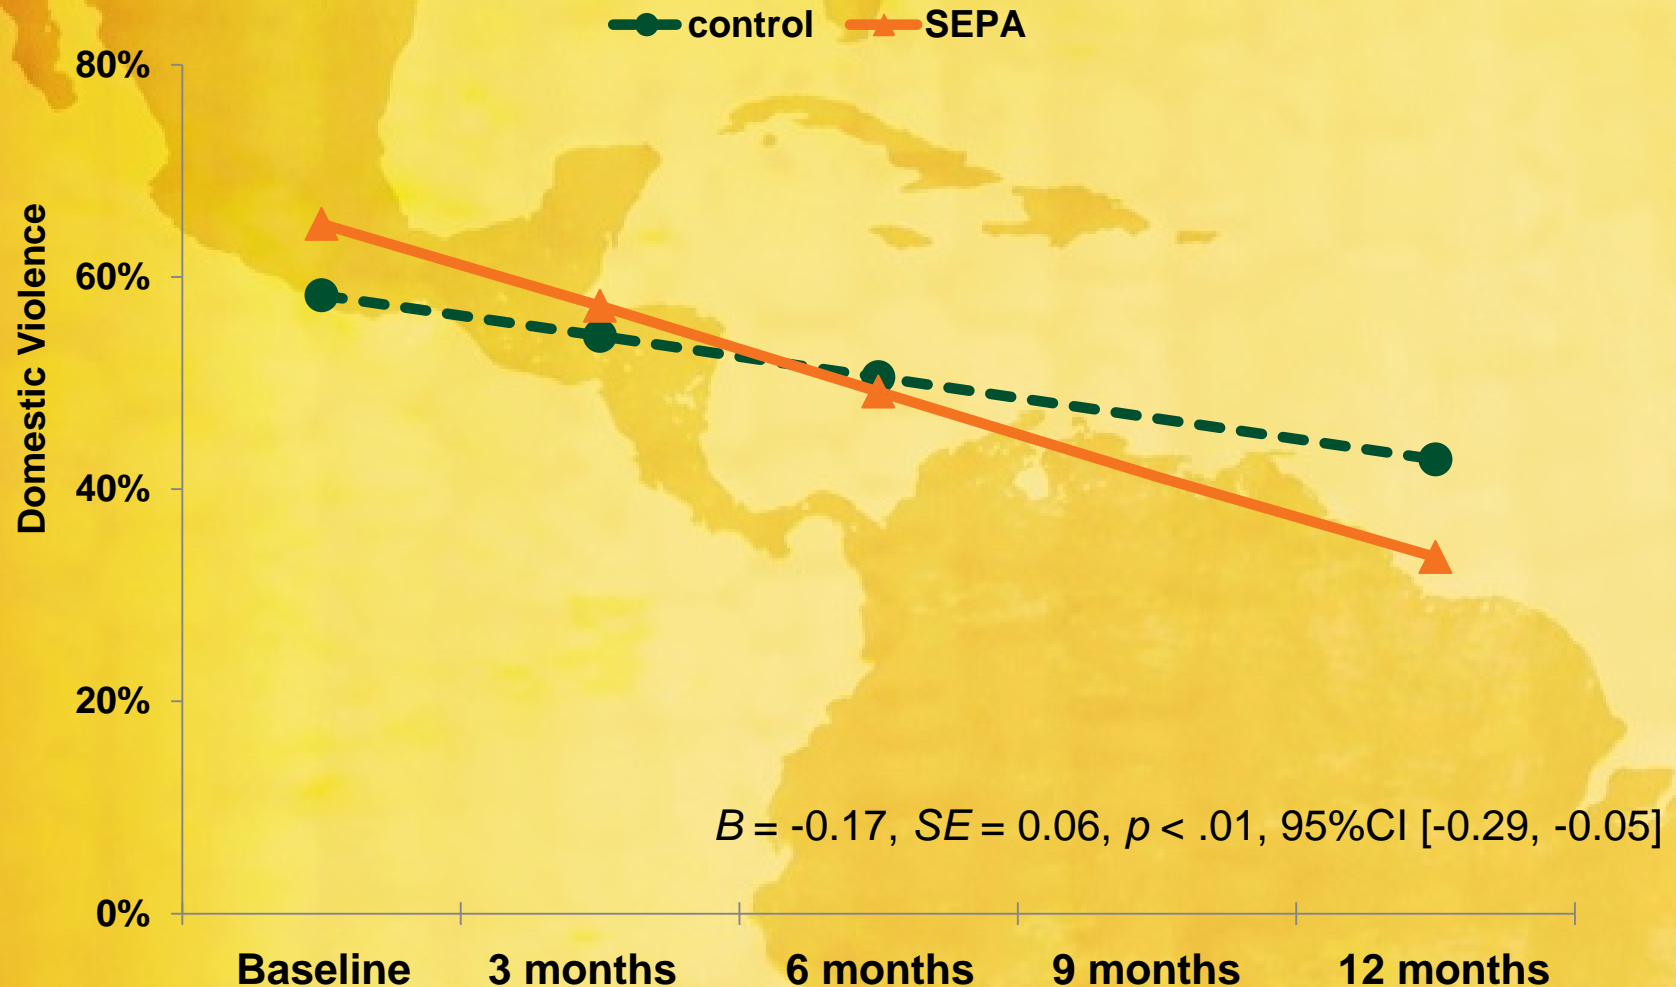 control SEPA
80%
60%
40%
20%
0%
Domestic Violence
B = -0.17, SE = 0.06, p < .01, 95%CI [-0.29, -0.05]
Baseline 3 months 6 months 9 months 12 months